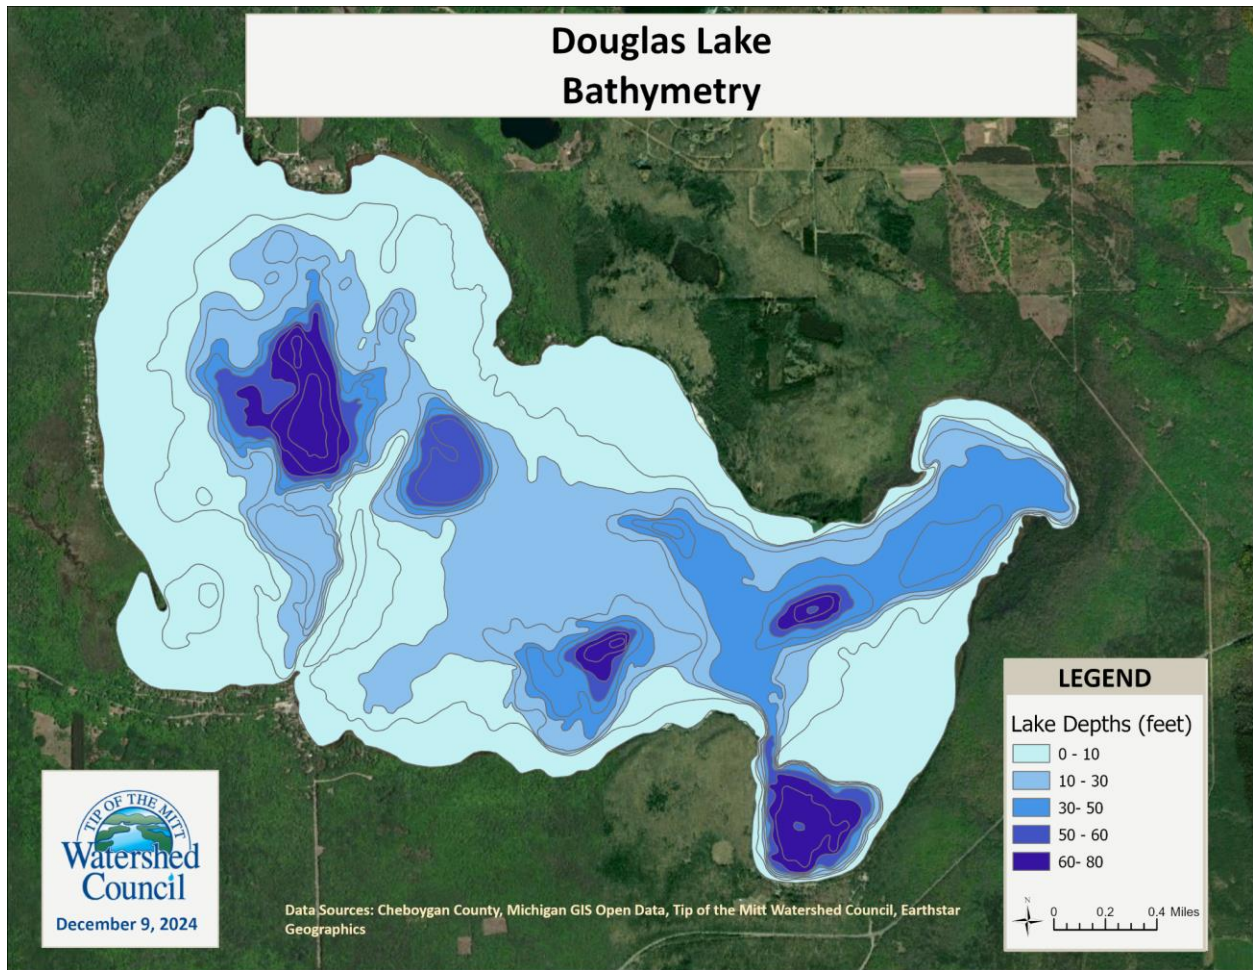 Douglas Lake
Bathymetry
LEGEND
Lake Depths (feet)
0 - 10
10 - 30
30- 50
50 - 60
60- 80
N
0 0.2 0.4 Miles
TIP OF THE MITT
Watershed
Council
December 9, 2024
Data Sources: Cheboygan County, Michigan GIS Open Data, Tip of the Mitt Watershed Council, Earthstar
Geographics